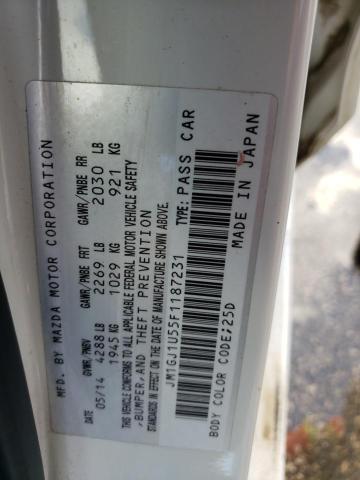 MFD. BY MAZDA MOTOR CORPORATION
DATE GVWR/PNBV GAWR/PNBE FRT GAWR/PNBE RR
05/14 4288 LB 2269 LB 2030 LB
1945 KG 1029 KG 921 KG
THIS VEHICLE CONFORMS TO ALL APPLICABLE FEDERAL MOTOR VEHICLE SAFETY
BUMPER, AND THEFT PREVENTION
STANDARDS IN EFFECT ON THE DATE OF MANUFACTURE SHOWN ABOVE.
JM1GJ1U55F1187231 TYPE: PASS CAR
BODY COLOR CODE:25D MADE IN JAPAN